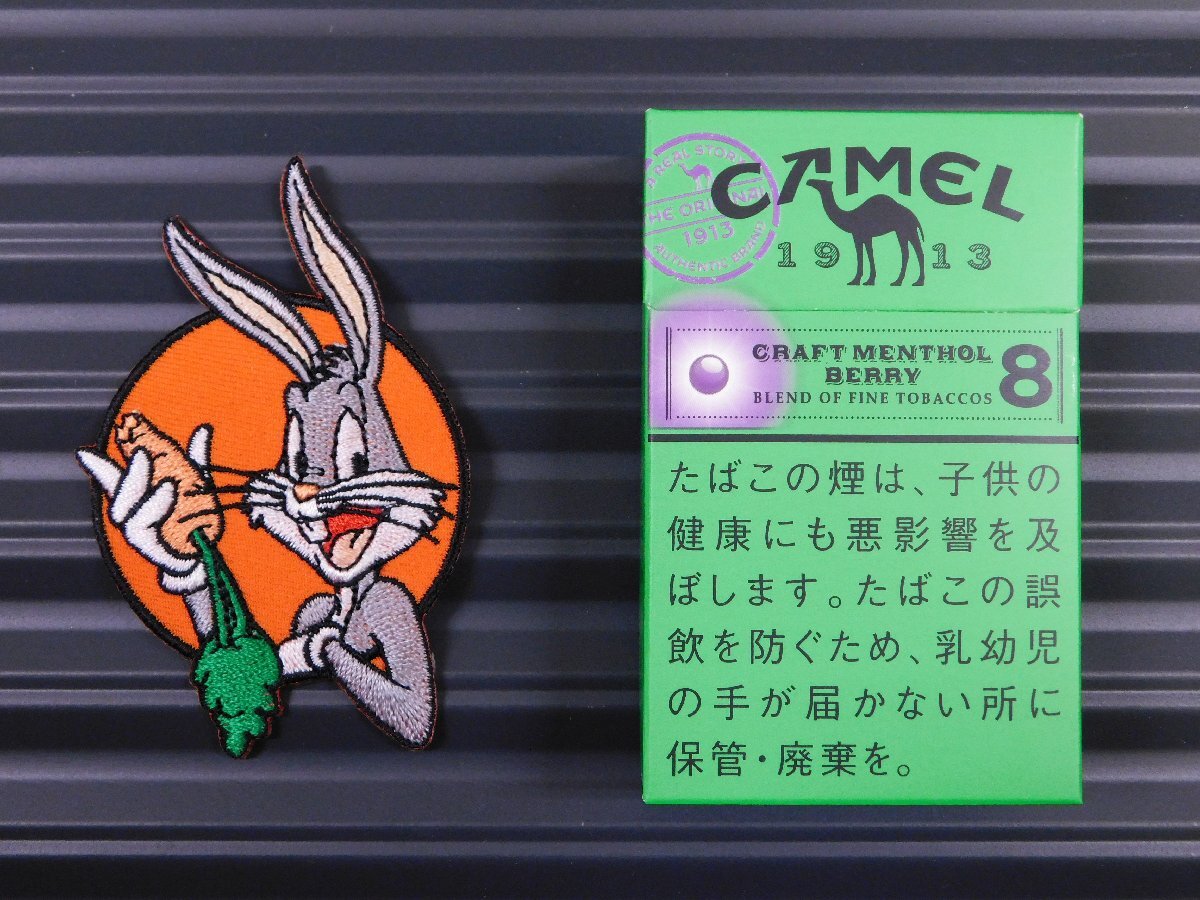 A REAL STORY
THE ORIGINAL
1913
AUTHENTIC BRAND
CAMEL
1913
CRAFT MENTHOL
BERRY
8
BLEND OF FINE TOBACCOS
たばこの煙は、子供の
健康にも悪影響を及
ぼします。たばこの誤
飲を防ぐため、乳幼児
の手が届かない所に
保管・廃棄を。